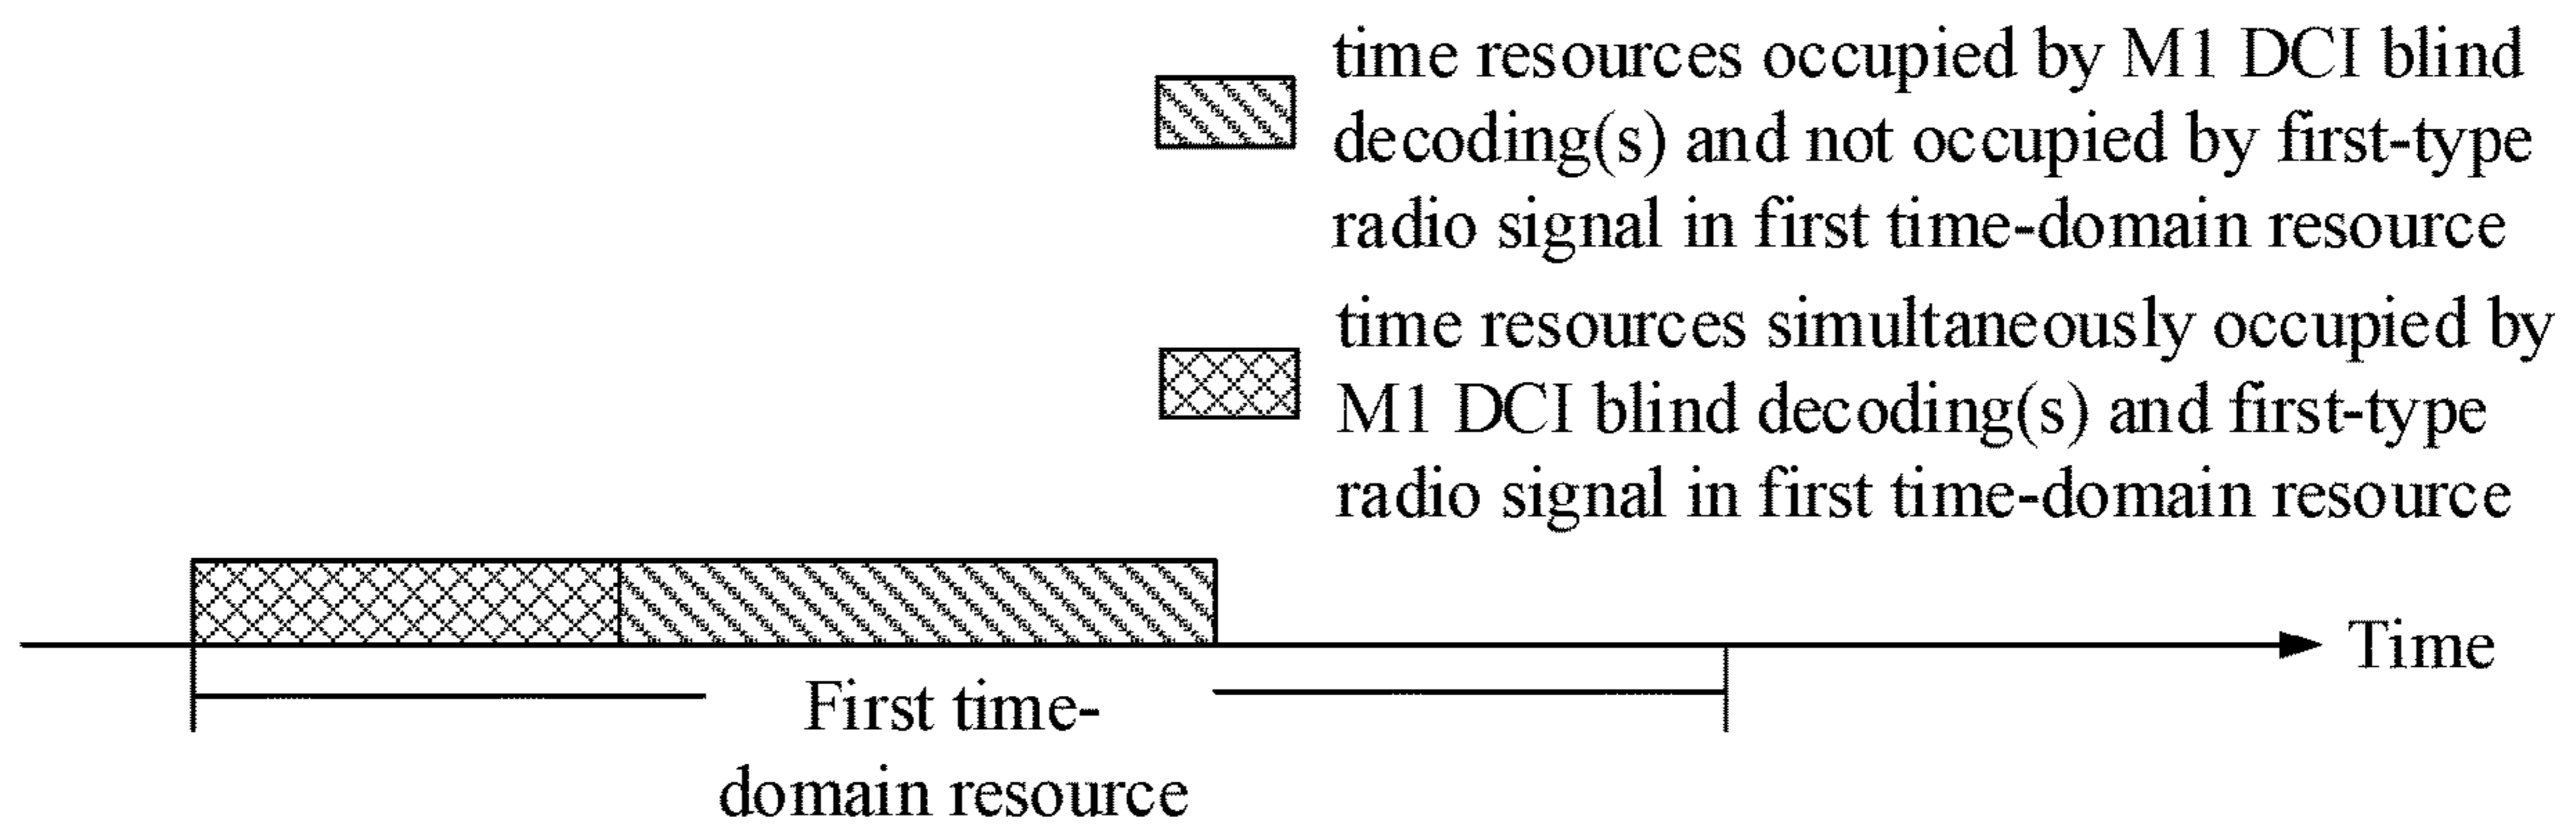 time resources occupied by M1 DCI blind
decoding(s) and not occupied by first-type
radio signal in first time-domain resource
time resources simultaneously occupied by
M1 DCI blind decoding(s) and first-type
radio signal in first time-domain resource
Time
First time-
domain resource